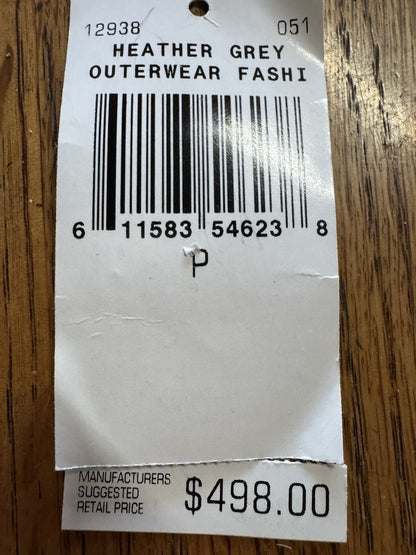 12938 051
HEATHER GREY
OUTERWEAR FASHI
6 11583 54623 8
P
MANUFACTURERS
SUGGESTED
RETAIL PRICE $498.00